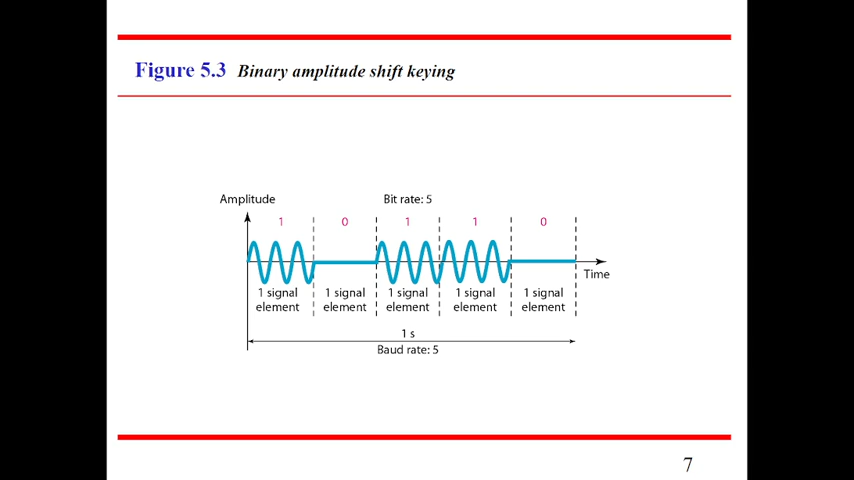 Figure 5.3 Binary amplitude shift keying
Amplitude
Bit rate: 5
1 0 1 1 0
Time
1 signal element
1 signal element
1 signal element
1 signal element
1 signal element
1 s
Baud rate: 5
7